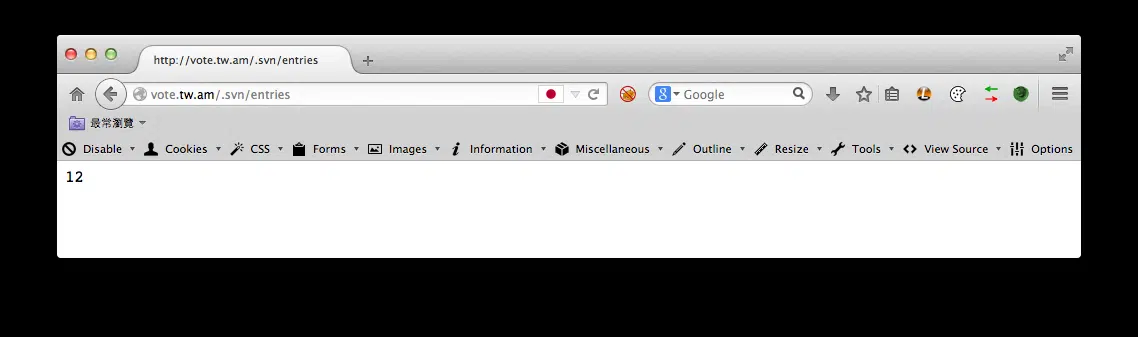 http://vote.tw.am/.svn/entries
vote.tw.am/.svn/entries
Google
最常瀏覽
Disable Cookies CSS Forms Images Information Miscellaneous Outline Resize Tools View Source Options
12